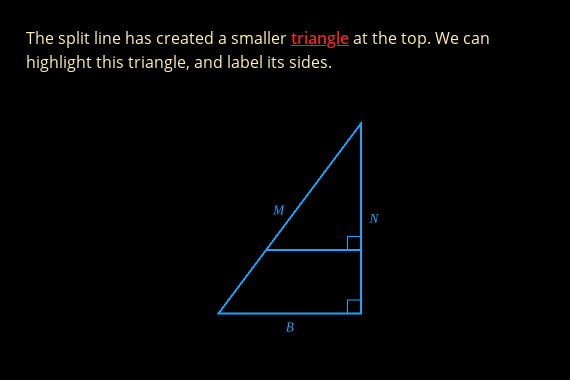 The split line has created a smaller triangle at the top. We can
highlight this triangle, and label its sides.
M
N
B